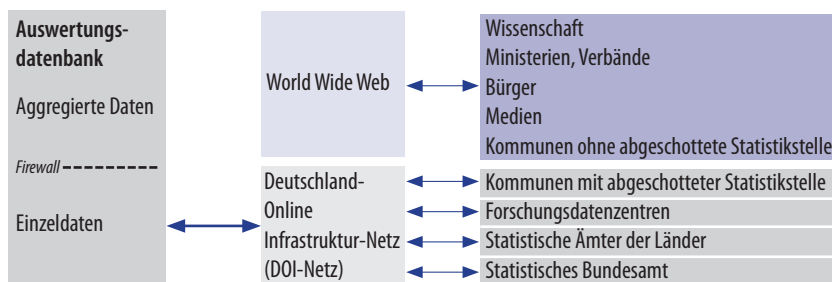 Auswertungs-
datenbank
Aggregierte Daten
Firewall
Einzeldaten
World Wide Web
Deutschland-
Online
Infrastruktur-Netz
(DOI-Netz)
Wissenschaft
Ministerien, Verbände
Bürger
Medien
Kommunen ohne abgeschottete Statistikstelle
Kommunen mit abgeschotteter Statistikstelle
Forschungsdatenzentren
Statistische Ämter der Länder
Statistisches Bundesamt